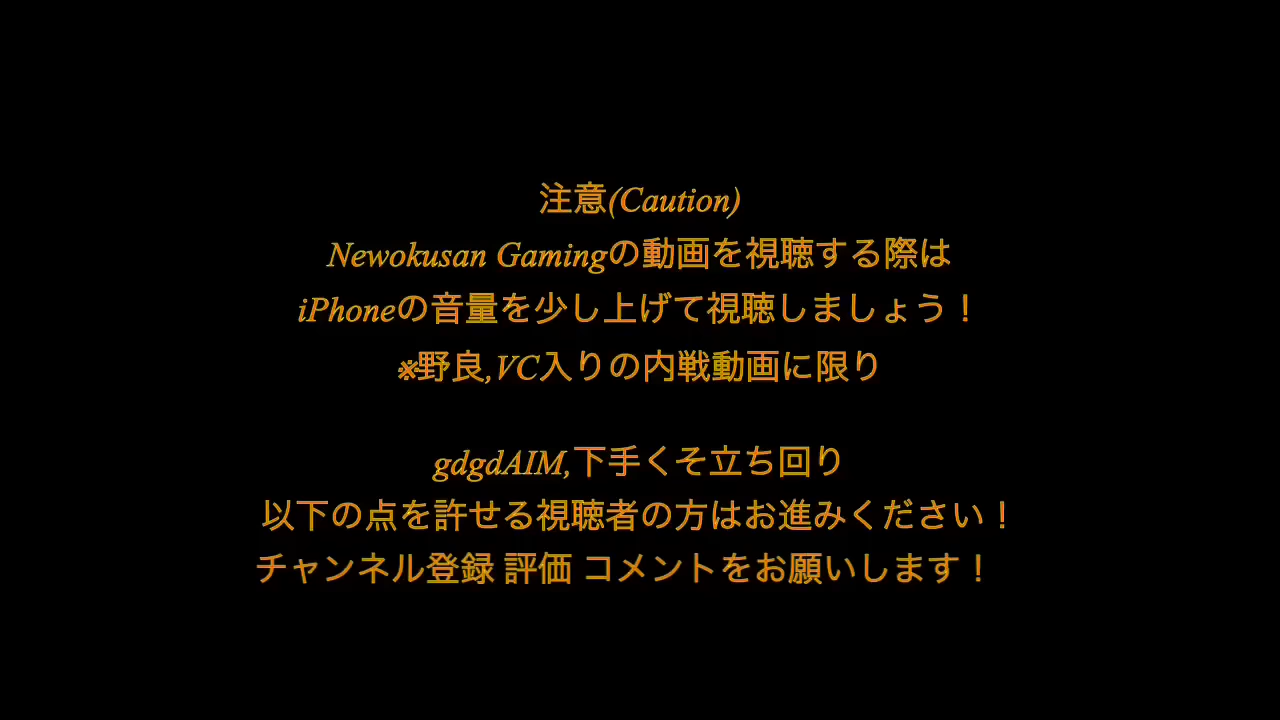 注意(Caution)
Newokusan Gamingの動画を視聴する際は
iPhoneの音量を少し上げて視聴しましょう！
※野良,VC入りの内戦動画に限り
gdgdAIM,下手くそ立ち回り
以下の点を許せる視聴者の方はお進みください！
チャンネル登録 評価 コメントをお願いします！